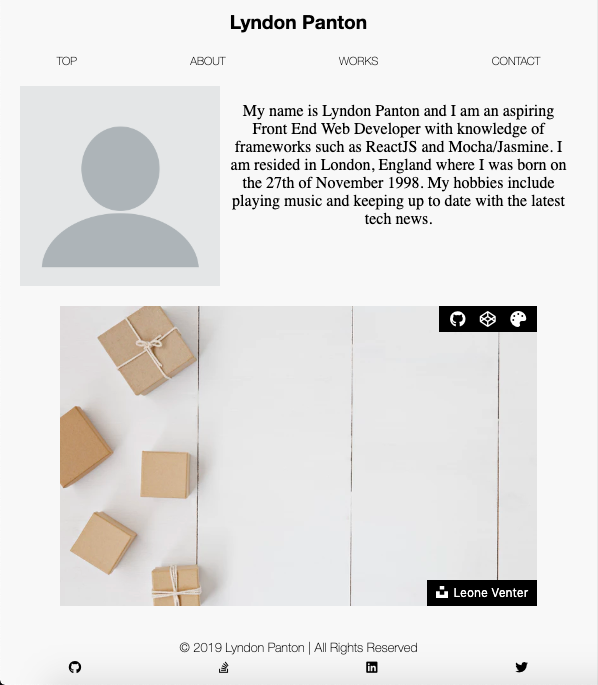 Lyndon Panton
TOP ABOUT WORKS CONTACT
My name is Lyndon Panton and I am an aspiring
Front End Web Developer with knowledge of
frameworks such as ReactJS and Mocha/Jasmine. I
am resided in London, England where I was born on
the 27th of November 1998. My hobbies include
playing music and keeping up to date with the latest
tech news.
Leone Venter
© 2019 Lyndon Panton | All Rights Reserved